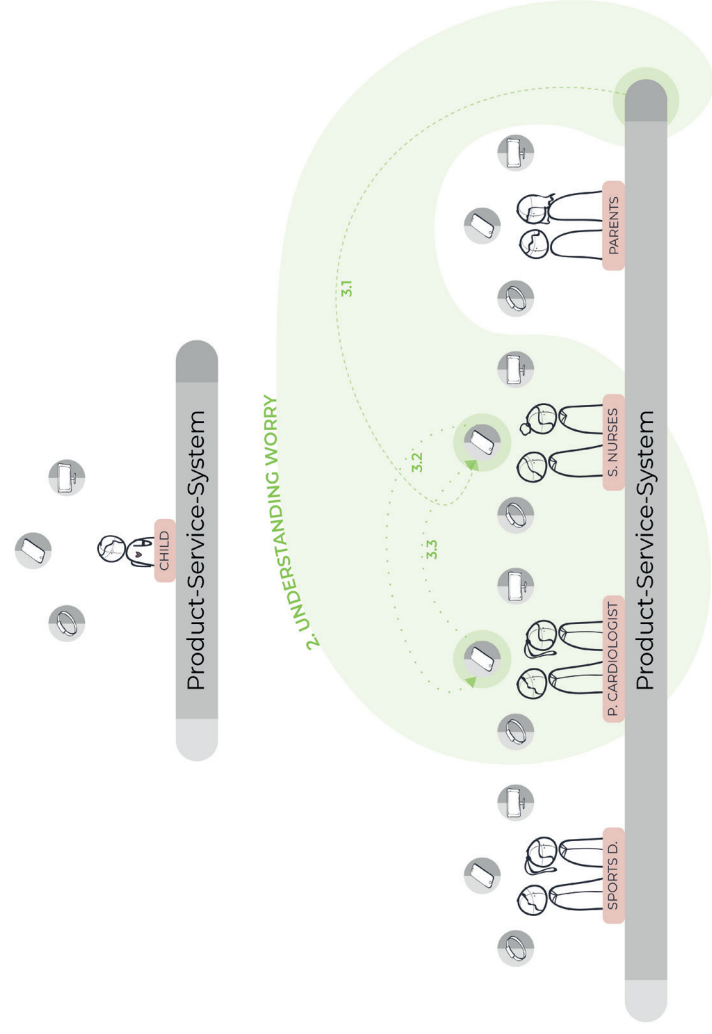 CHILD
Product-Service-System
2. UNDERSTANDING WORRY
3.1
3.2
3.3
SPORTS D.
P. CARDIOLOGIST
S. NURSES
PARENTS
Product-Service-System